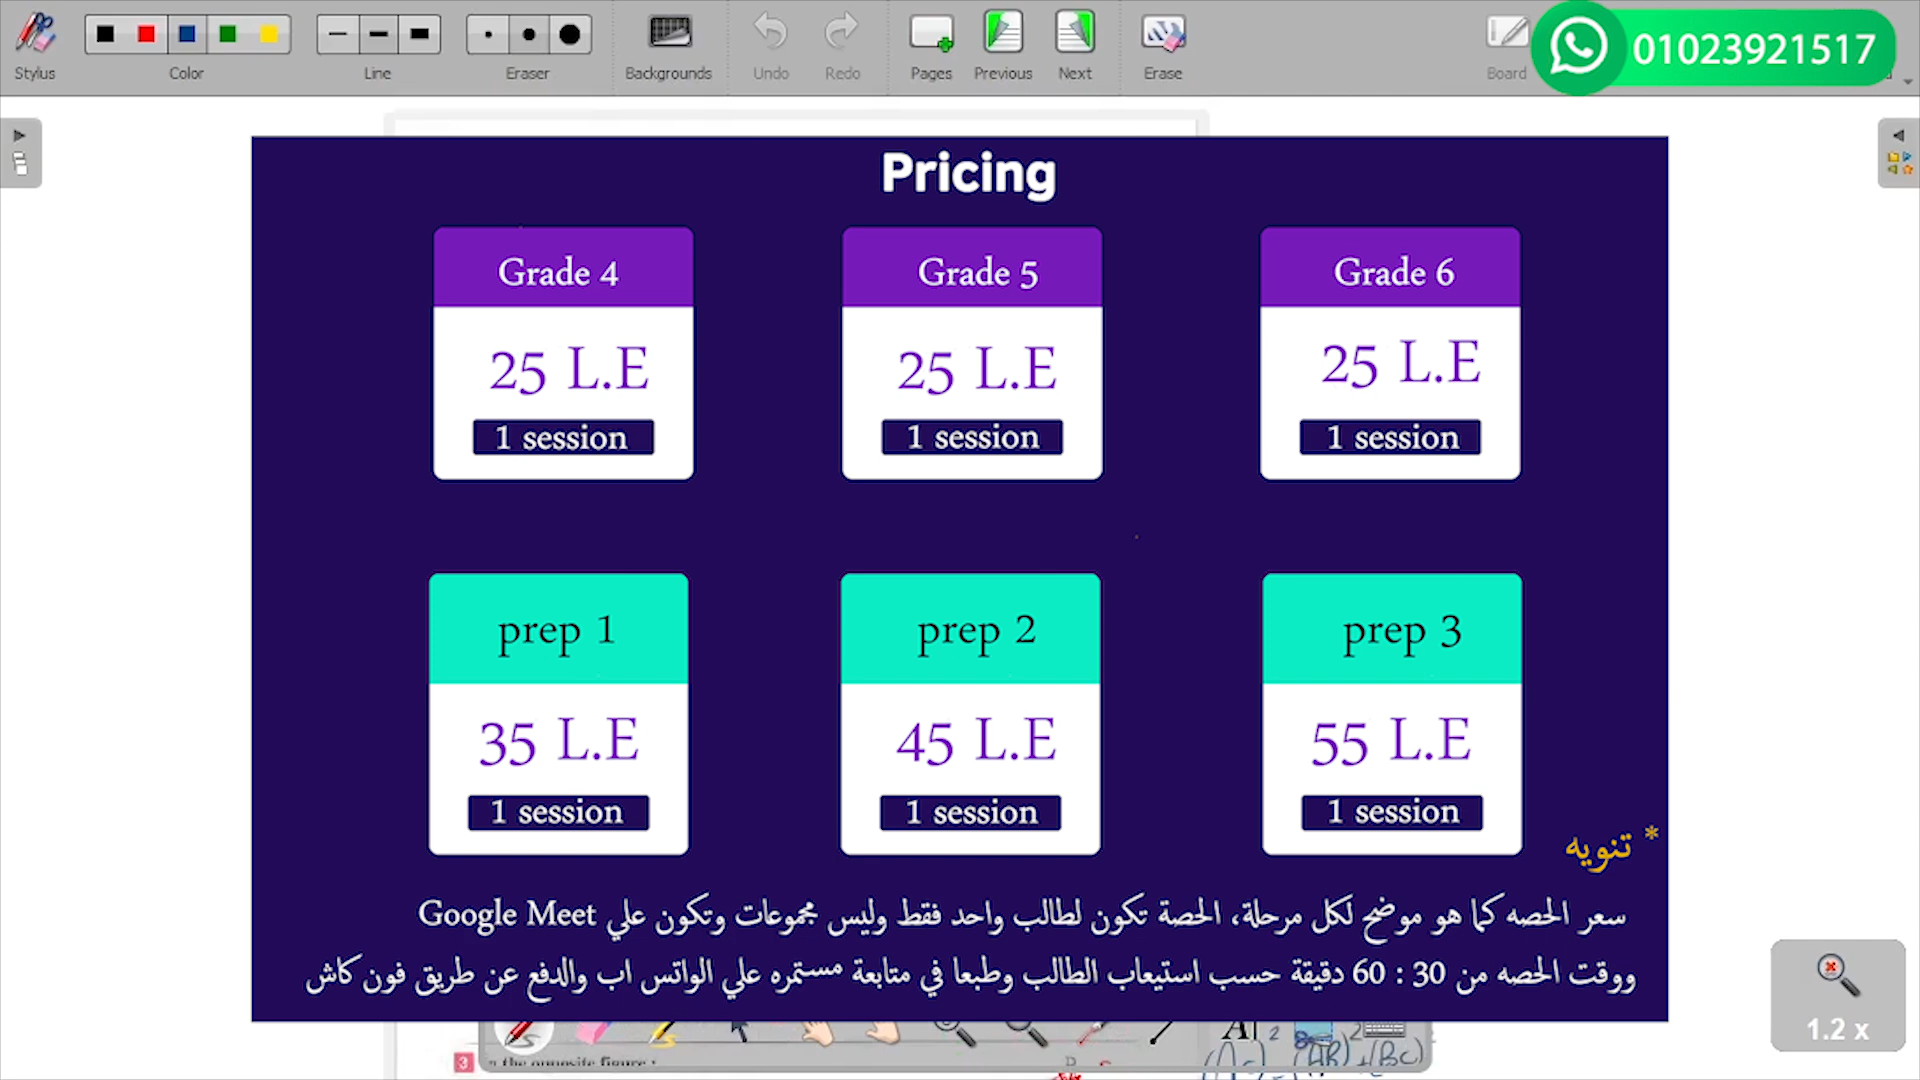 Stylus
Color
Line
Eraser
Backgrounds
Undo
Redo
Pages
Previous
Next
Erase
Board
01023921517
Pricing
Grade 4
25 L.E
1 session
Grade 5
25 L.E
1 session
Grade 6
25 L.E
1 session
prep 1
35 L.E
1 session
prep 2
45 L.E
1 session
prep 3
55 L.E
1 session
* تنويه
سعر الحصه كما هو موضح لكل مرحلة، الحصة تكون لطالب واحد فقط وليس مجموعات وتكون علي Google Meet
ووقت الحصه من 30 : 60 دقيقة حسب استيعاب الطالب وطبعا في متابعة مستمره علي الواتس اب والدفع عن طريق فون كاش
1.2 x
3 the opposite figure :